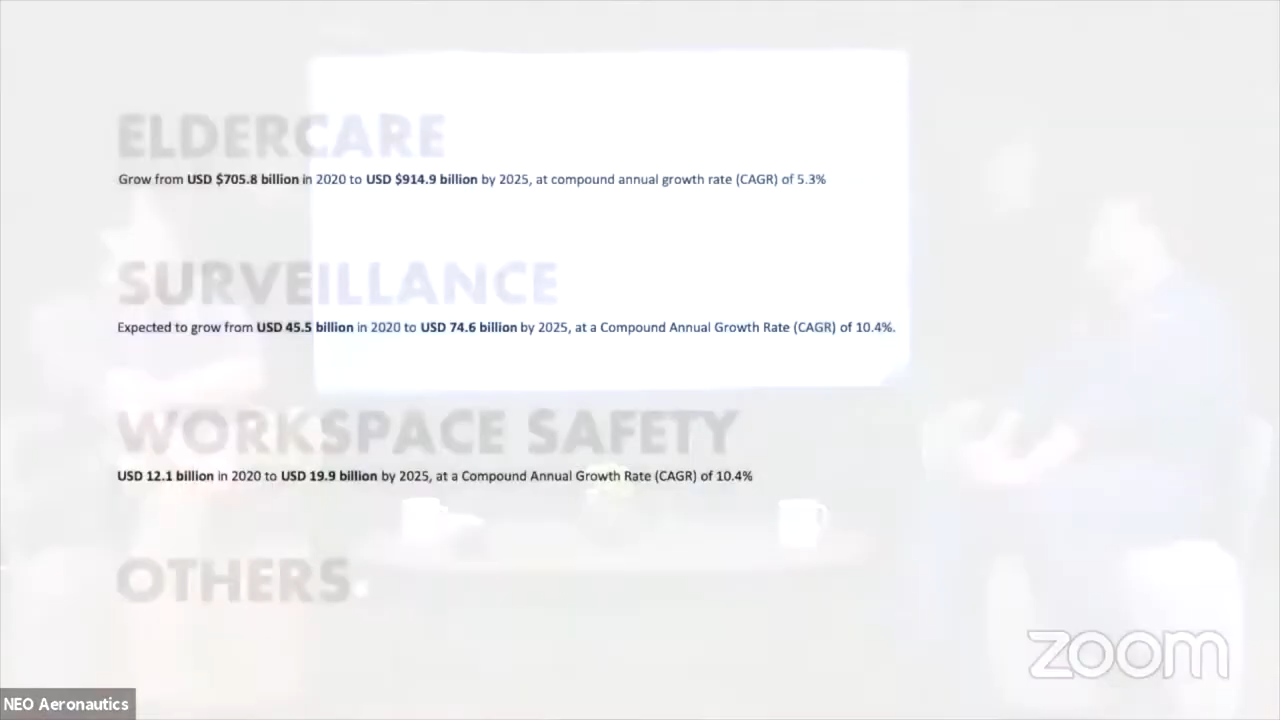 ELDERCARE
Grow from USD $705.8 billion in 2020 to USD $914.9 billion by 2025, at compound annual growth rate (CAGR) of 5.3%
SURVEILLANCE
Expected to grow from USD 45.5 billion in 2020 to USD 74.6 billion by 2025, at a Compound Annual Growth Rate (CAGR) of 10.4%.
WORKSPACE SAFETY
USD 12.1 billion in 2020 to USD 19.9 billion by 2025, at a Compound Annual Growth Rate (CAGR) of 10.4%
OTHERS.
zoom
NEO Aeronautics